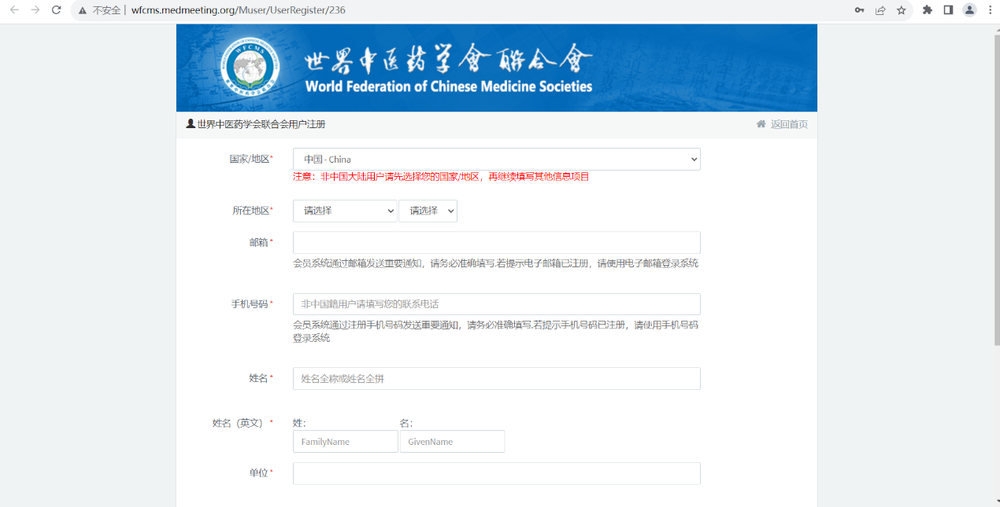 不安全 | wfcms.medmeeting.org/Muser/UserRegister/236
WFCMS
世界中医药学會聯合會
World Federation of Chinese Medicine Societies
世界中医药学会联合会用户注册
返回首页
国家/地区*
中国 - China
注意：非中国大陆用户请先选择您的国家/地区，再继续填写其他信息项目
所在地区*
请选择 请选择
邮箱*
会员系统通过邮箱发送重要通知，请务必准确填写.若提示电子邮箱已注册，请使用电子邮箱登录系统
手机号码*
非中国籍用户请填写您的联系电话
会员系统通过注册手机号码发送重要通知，请务必准确填写.若提示手机号码已注册，请使用手机号码
登录系统
姓名*
姓名全称或姓名全拼
姓名（英文）*
姓： 名：
FamilyName GivenName
单位*